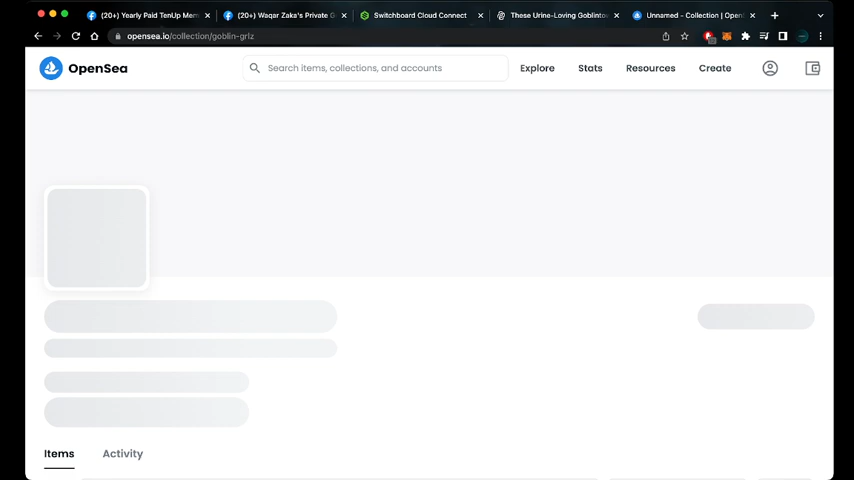 (20+) Yearly Paid TenUp Mem
(20+) Waqar Zaka's Private G
Switchboard Cloud Connect
These Urine-Loving Goblintow
Unnamed - Collection | Open
opensea.io/collection/goblin-grlz
OpenSea
Search items, collections, and accounts
Explore
Stats
Resources
Create
Items
Activity